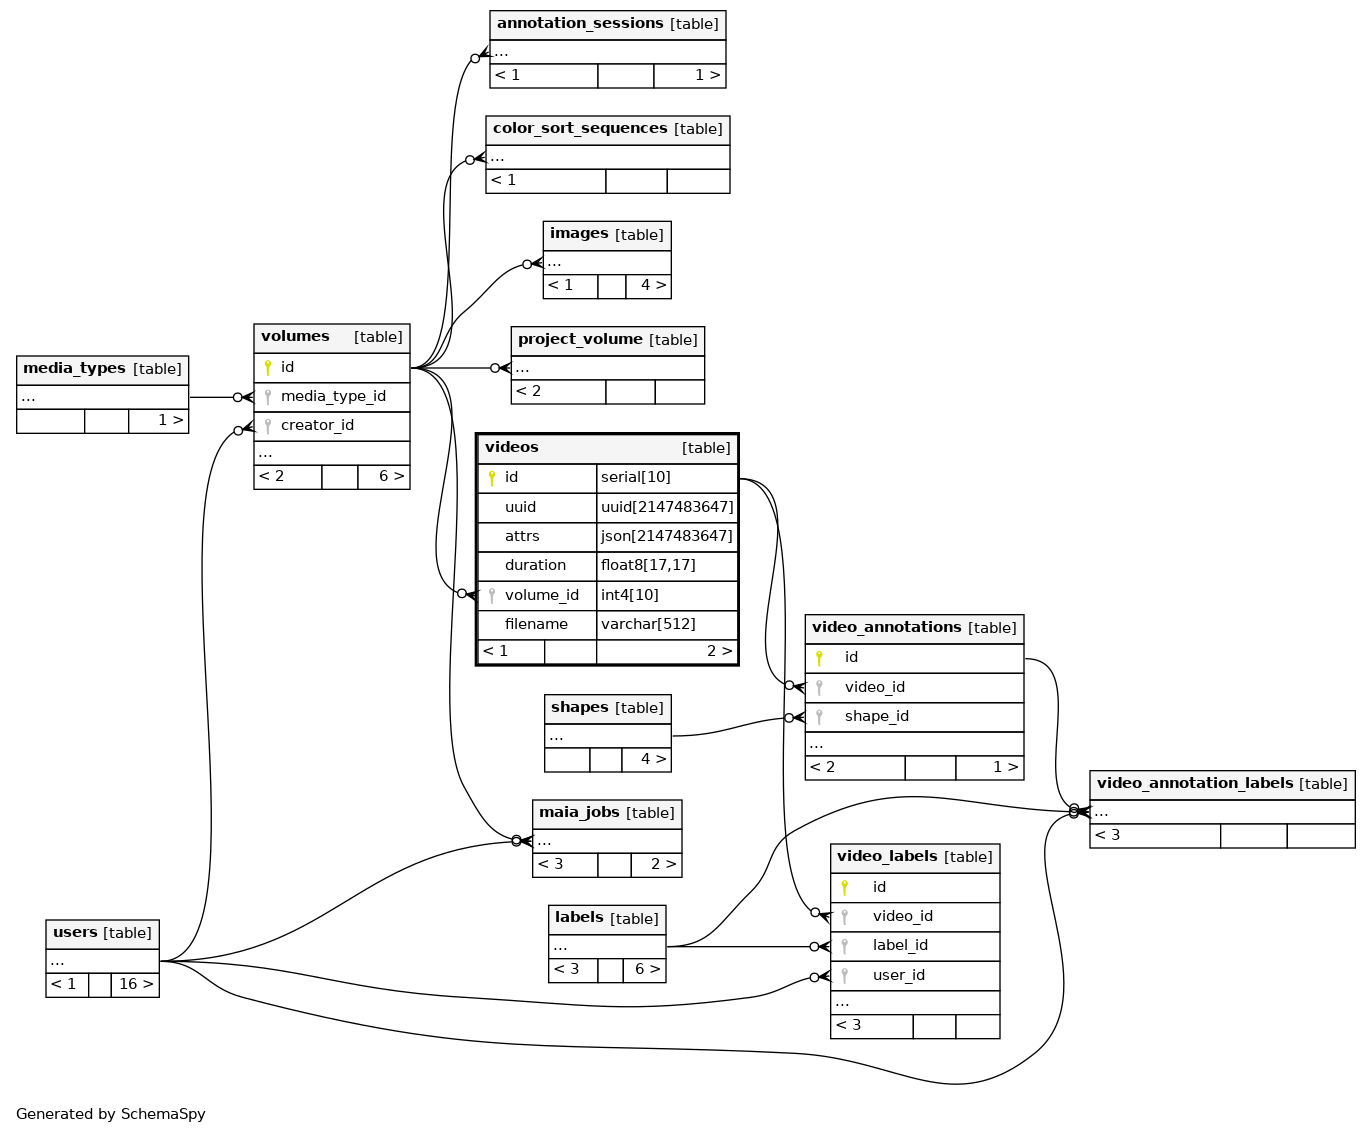 annotation_sessions [table]
...
< 1 1 >
color_sort_sequences [table]
...
< 1
images [table]
...
< 1 4 >
project_volume [table]
...
< 2
volumes [table]
id
media_type_id
creator_id
...
< 2 6 >
media_types [table]
...
1 >
videos [table]
id serial[10]
uuid uuid[2147483647]
attrs json[2147483647]
duration float8[17,17]
volume_id int4[10]
filename varchar[512]
< 1 2 >
video_annotations [table]
id
video_id
shape_id
...
< 2 1 >
shapes [table]
...
4 >
video_annotation_labels [table]
...
< 3
maia_jobs [table]
...
< 3 2 >
video_labels [table]
id
video_id
label_id
user_id
...
< 3
labels [table]
...
< 3 6 >
users [table]
...
< 1 16 >
Generated by SchemaSpy